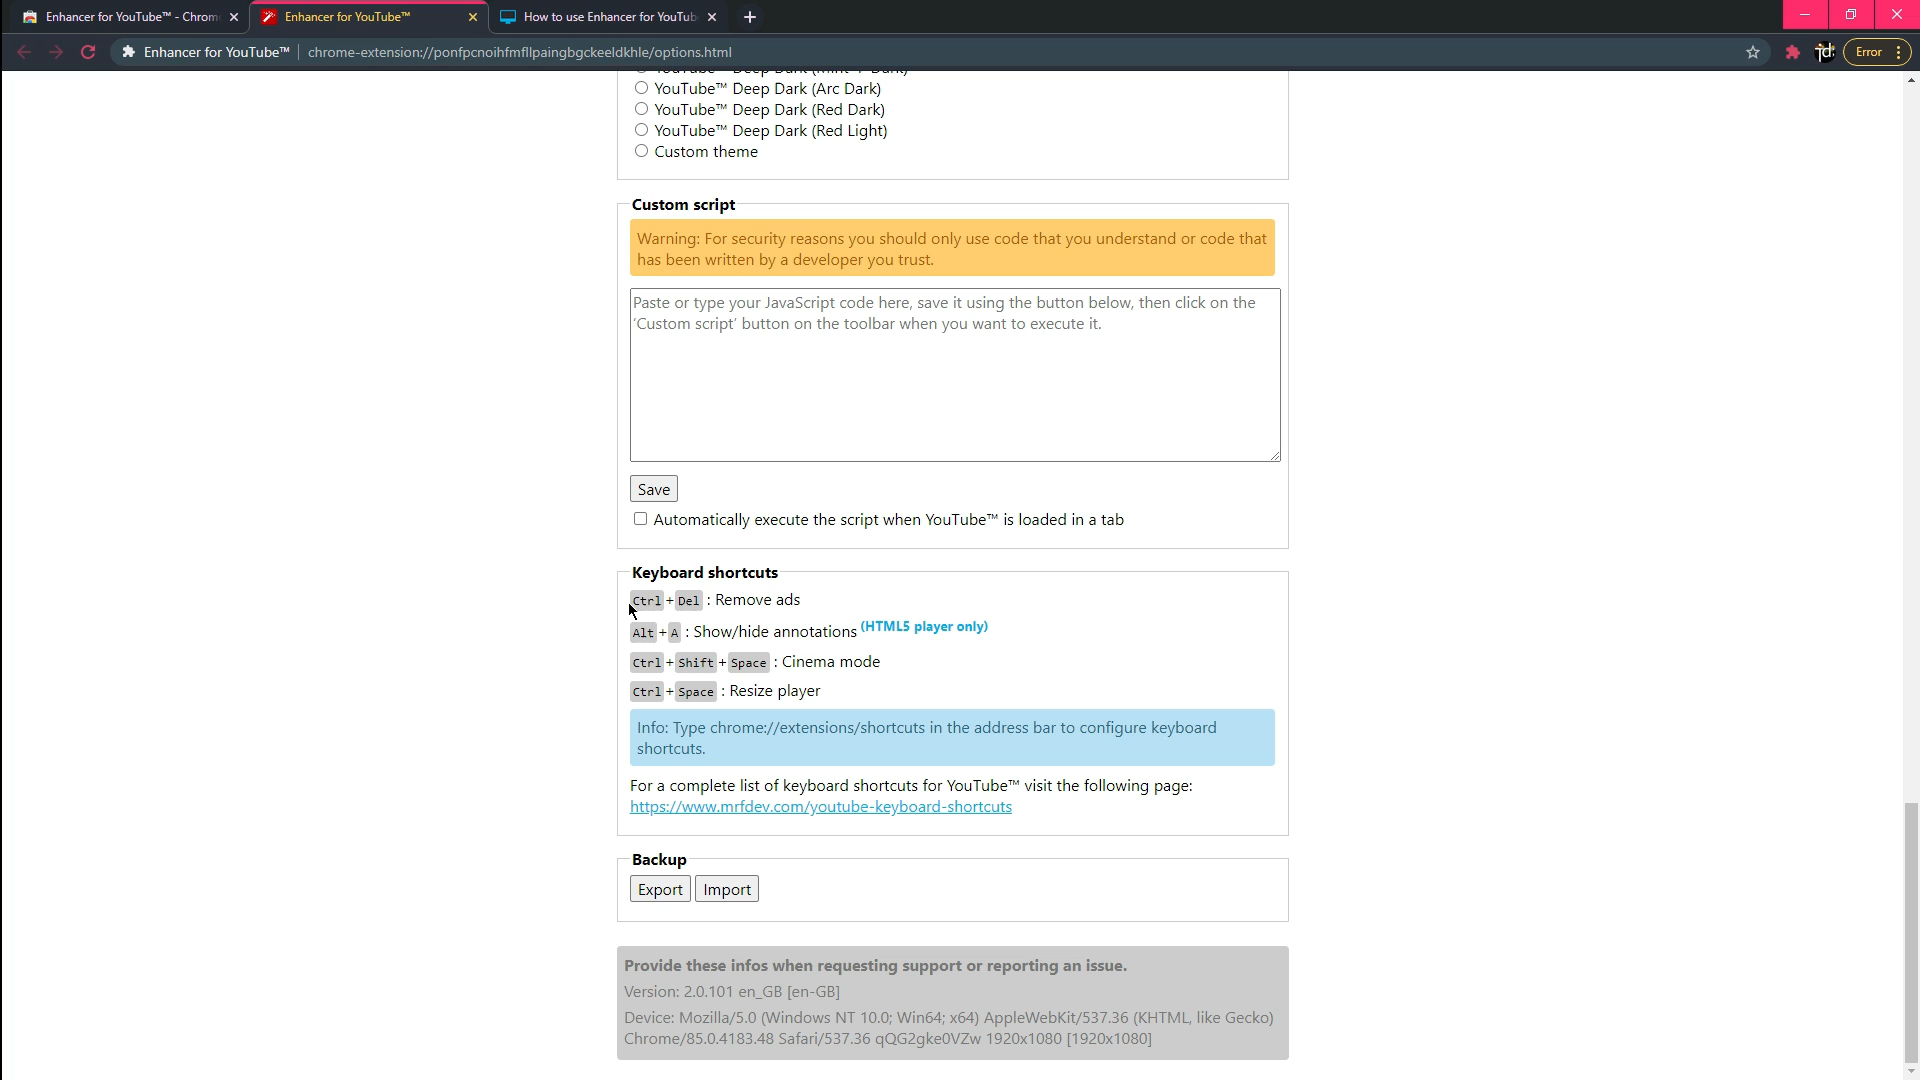 Enhancer for YouTube™ - Chrom
Enhancer for YouTube™
How to use Enhancer for YouTub
Enhancer for YouTube™ | chrome-extension://ponfpcnoihfmfllpaingbgckeeldkhle/options.html
Error
YouTube™ Deep Dark (Arc Dark)
YouTube™ Deep Dark (Red Dark)
YouTube™ Deep Dark (Red Light)
Custom theme
Custom script
Warning: For security reasons you should only use code that you understand or code that
has been written by a developer you trust.
Paste or type your JavaScript code here, save it using the button below, then click on the
'Custom script' button on the toolbar when you want to execute it.
Save
Automatically execute the script when YouTube™ is loaded in a tab
Keyboard shortcuts
Ctrl + Del : Remove ads
Alt + A : Show/hide annotations (HTML5 player only)
Ctrl + Shift + Space : Cinema mode
Ctrl + Space : Resize player
Info: Type chrome://extensions/shortcuts in the address bar to configure keyboard
shortcuts.
For a complete list of keyboard shortcuts for YouTube™ visit the following page:
https://www.mrfdev.com/youtube-keyboard-shortcuts
Backup
Export Import
Provide these infos when requesting support or reporting an issue.
Version: 2.0.101 en_GB [en-GB]
Device: Mozilla/5.0 (Windows NT 10.0; Win64; x64) AppleWebKit/537.36 (KHTML, like Gecko)
Chrome/85.0.4183.48 Safari/537.36 qQG2gke0VZw 1920x1080 [1920x1080]